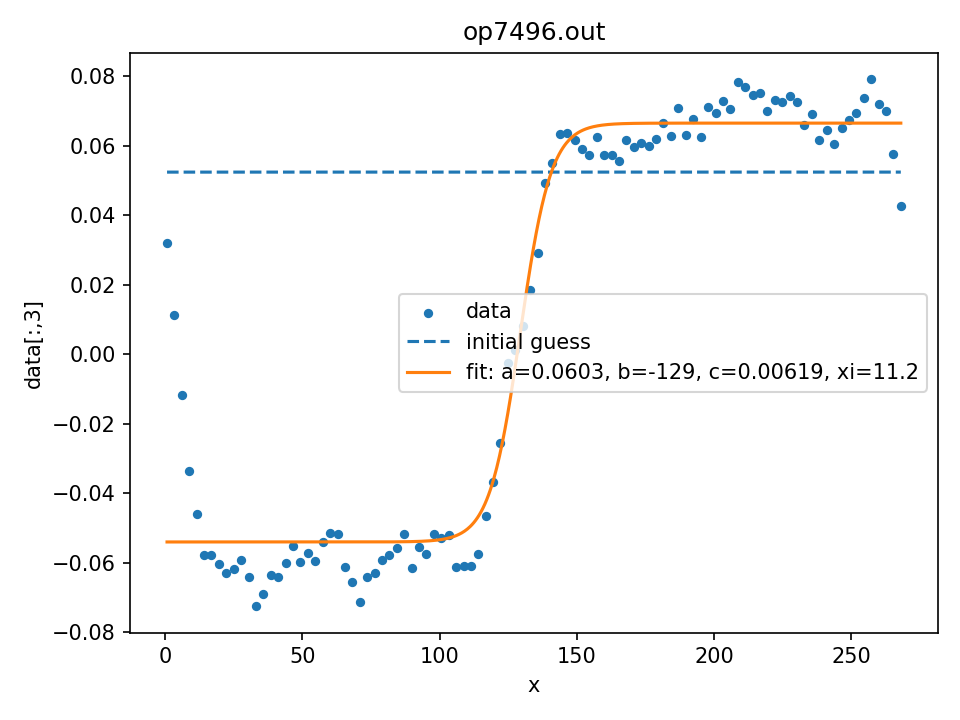 op7496.out
0.08
0.06
0.04
0.02
0.00
−0.02
−0.04
−0.06
−0.08
data[:,3]
data
initial guess
fit: a=0.0603, b=-129, c=0.00619, xi=11.2
0 50 100 150 200 250
x